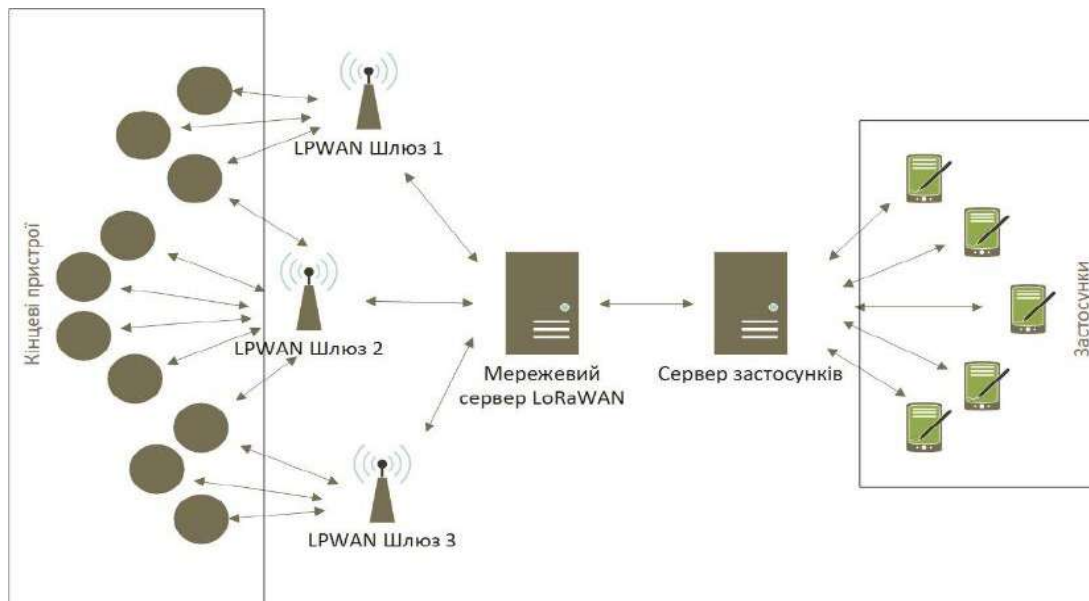 Кінцеві пристрої
LPWAN Шлюз 1
LPWAN Шлюз 2
LPWAN Шлюз 3
Мережевий
сервер LoRaWAN
Сервер застосунків
Застосунки